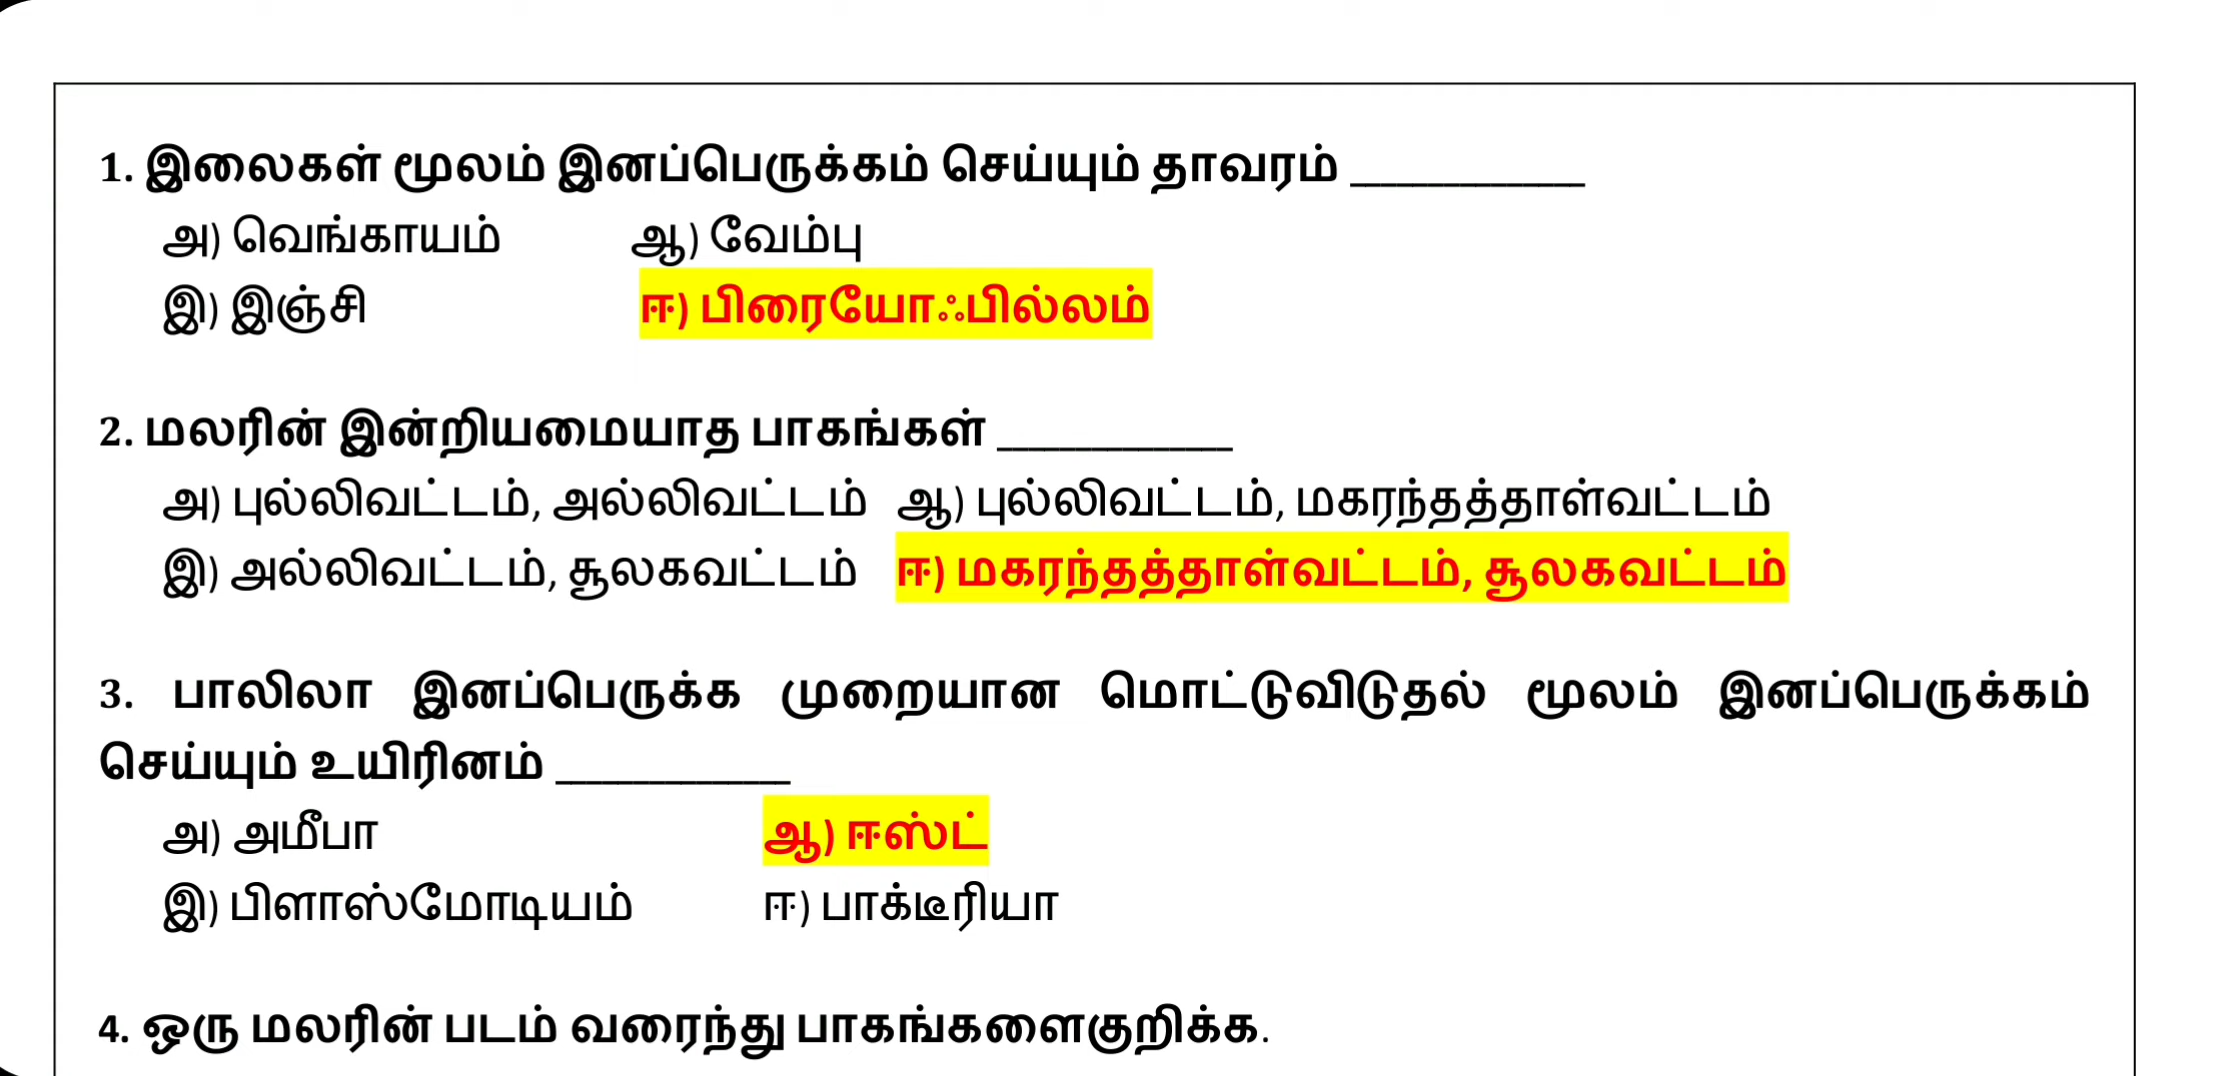 1. இலைகள் மூலம் இனப்பெருக்கம் செய்யும் தாவரம் ______________
அ) வெங்காயம் ஆ) வேம்பு
இ) இஞ்சி ஈ) பிரையோஃபில்லம்
2. மலரின் இன்றியமையாத பாகங்கள் ______________
அ) புல்லிவட்டம், அல்லிவட்டம் ஆ) புல்லிவட்டம், மகரந்தத்தாள்வட்டம்
இ) அல்லிவட்டம், சூலகவட்டம் ஈ) மகரந்தத்தாள்வட்டம், சூலகவட்டம்
3. பாலிலா இனப்பெருக்க முறையான மொட்டுவிடுதல் மூலம் இனப்பெருக்கம்
செய்யும் உயிரினம் ______________
அ) அமீபா ஆ) ஈஸ்ட்
இ) பிளாஸ்மோடியம் ஈ) பாக்டீரியா
4. ஒரு மலரின் படம் வரைந்து பாகங்களைகுறிக்க.